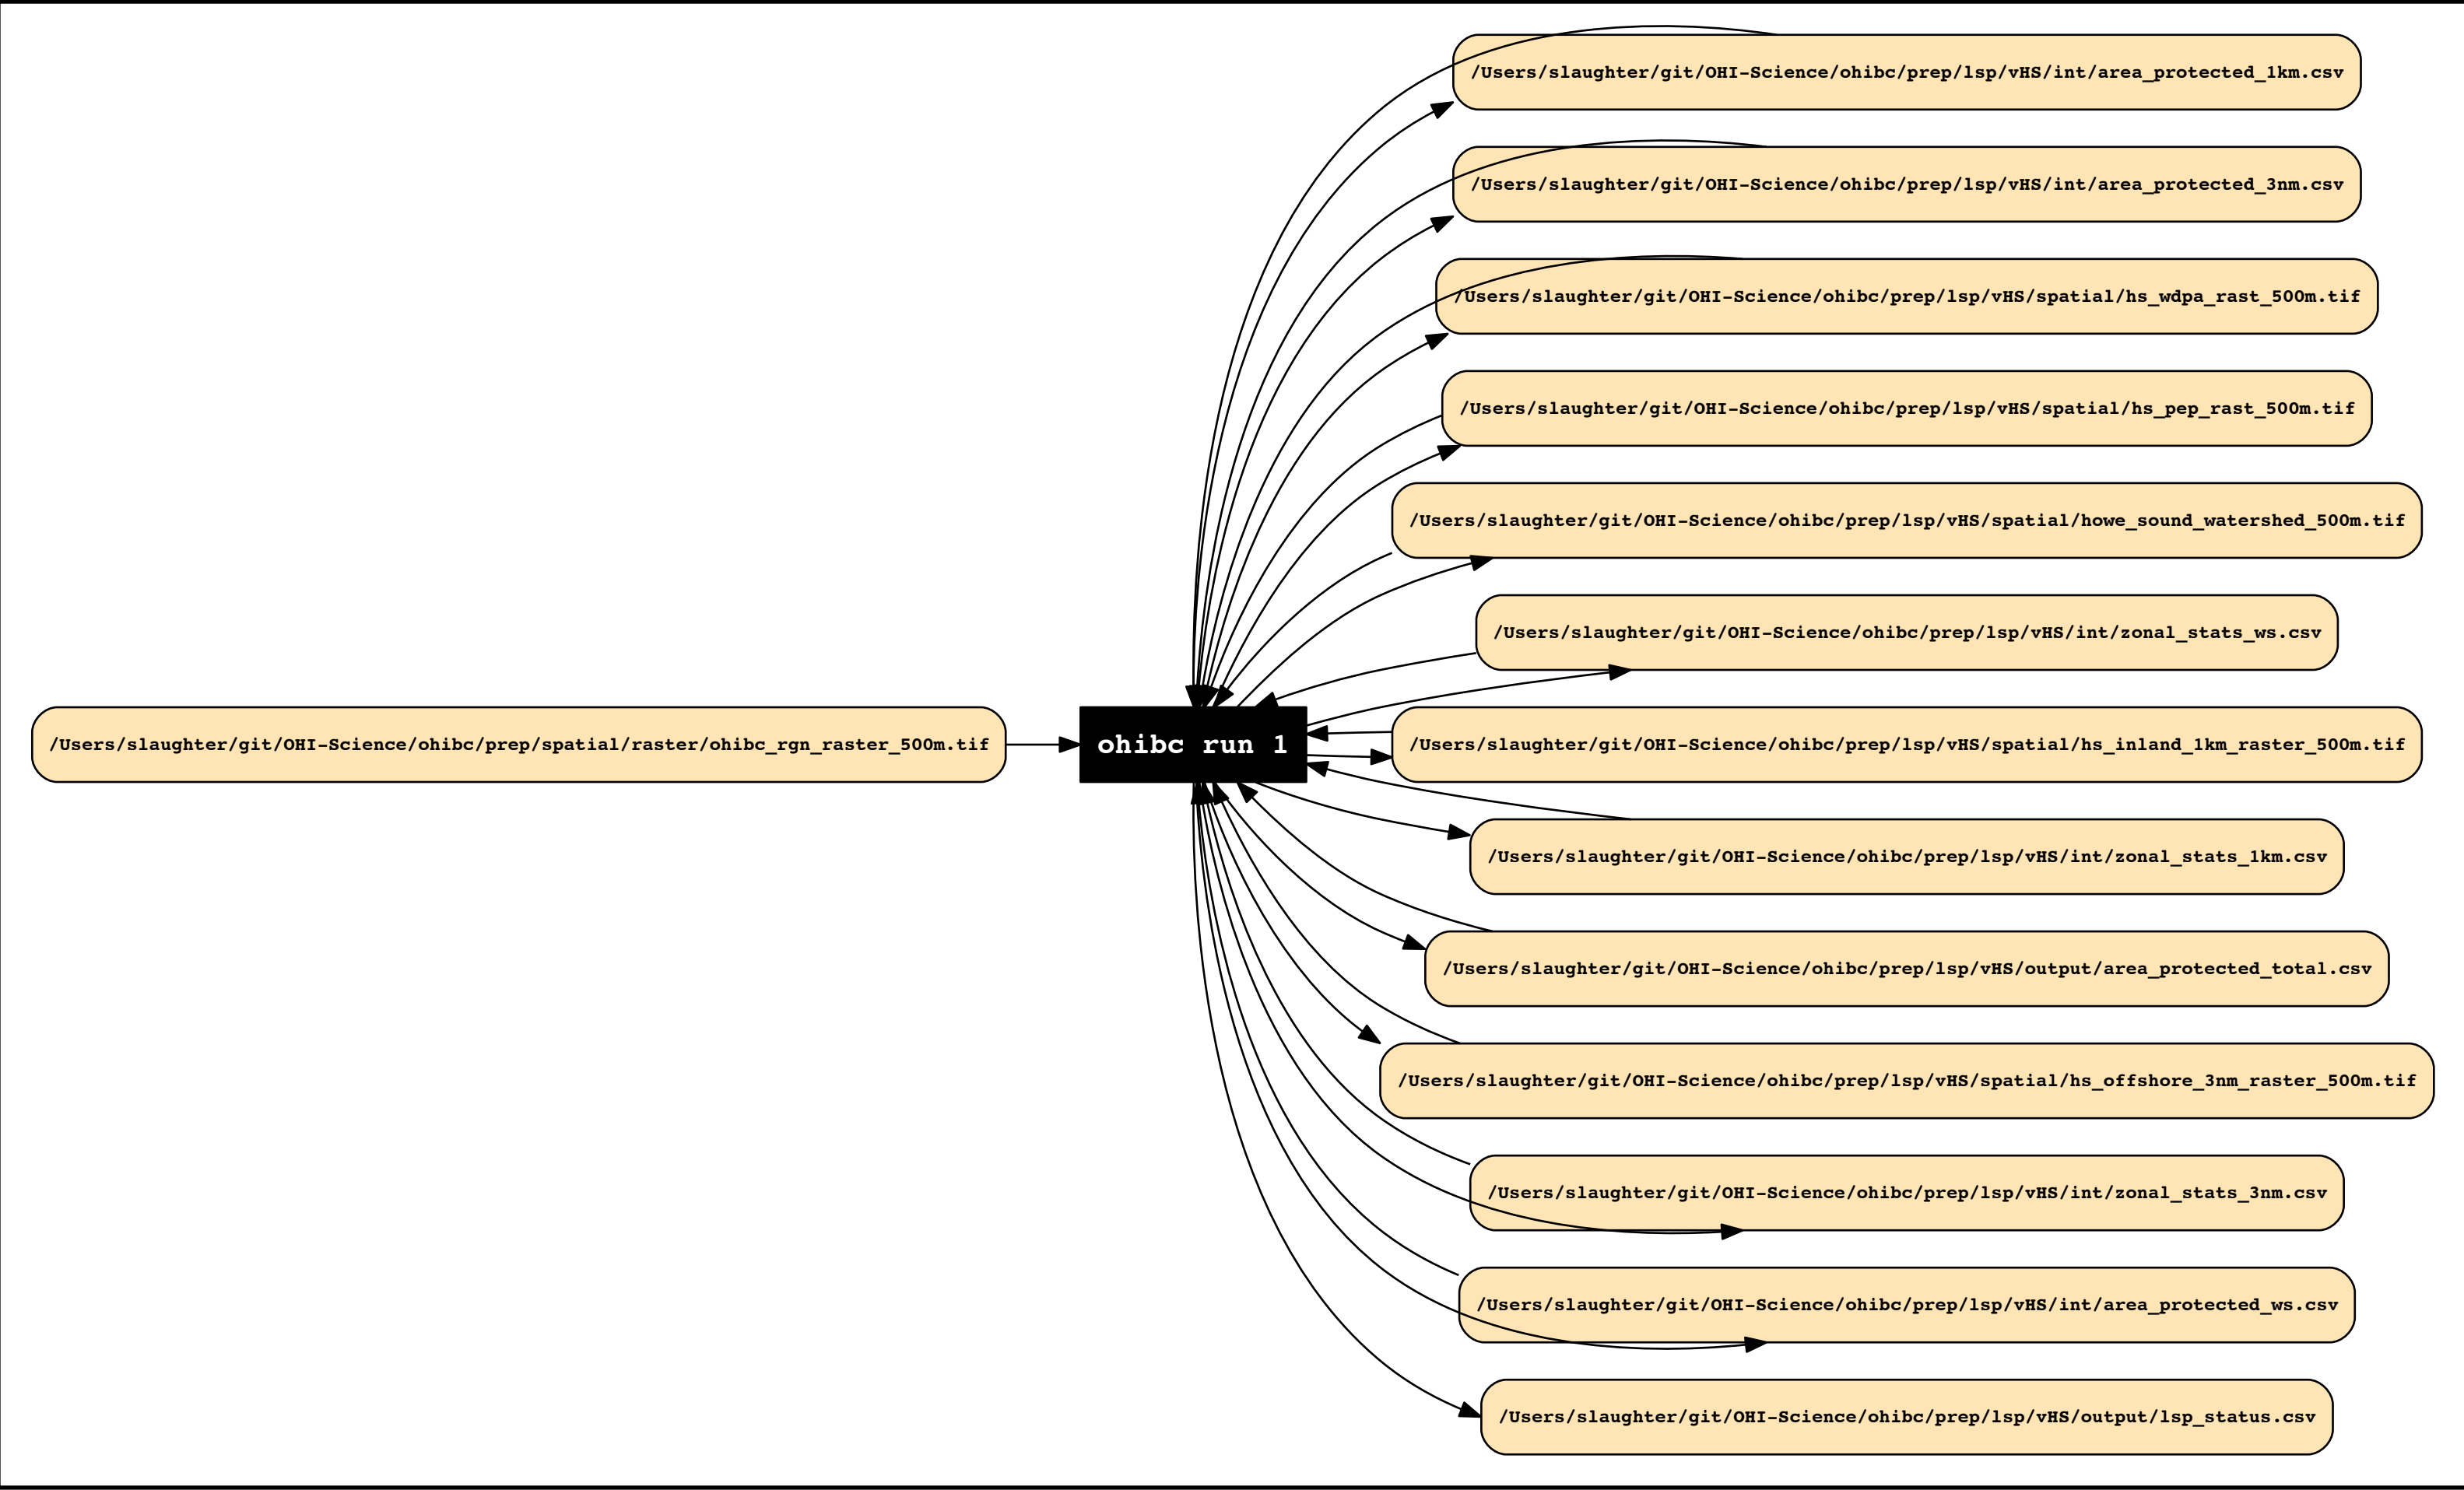 /Users/slaughter/git/OHI-Science/ohibc/prep/lsp/vHS/int/area_protected_1km.csv
/Users/slaughter/git/OHI-Science/ohibc/prep/lsp/vHS/int/area_protected_3nm.csv
/Users/slaughter/git/OHI-Science/ohibc/prep/lsp/vHS/spatial/hs_wdpa_rast_500m.tif
/Users/slaughter/git/OHI-Science/ohibc/prep/lsp/vHS/spatial/hs_pep_rast_500m.tif
/Users/slaughter/git/OHI-Science/ohibc/prep/lsp/vHS/spatial/howe_sound_watershed_500m.tif
/Users/slaughter/git/OHI-Science/ohibc/prep/lsp/vHS/int/zonal_stats_ws.csv
/Users/slaughter/git/OHI-Science/ohibc/prep/spatial/raster/ohibc_rgn_raster_500m.tif
ohibc run 1
/Users/slaughter/git/OHI-Science/ohibc/prep/lsp/vHS/spatial/hs_inland_1km_raster_500m.tif
/Users/slaughter/git/OHI-Science/ohibc/prep/lsp/vHS/int/zonal_stats_1km.csv
/Users/slaughter/git/OHI-Science/ohibc/prep/lsp/vHS/output/area_protected_total.csv
/Users/slaughter/git/OHI-Science/ohibc/prep/lsp/vHS/spatial/hs_offshore_3nm_raster_500m.tif
/Users/slaughter/git/OHI-Science/ohibc/prep/lsp/vHS/int/zonal_stats_3nm.csv
/Users/slaughter/git/OHI-Science/ohibc/prep/lsp/vHS/int/area_protected_ws.csv
/Users/slaughter/git/OHI-Science/ohibc/prep/lsp/vHS/output/lsp_status.csv